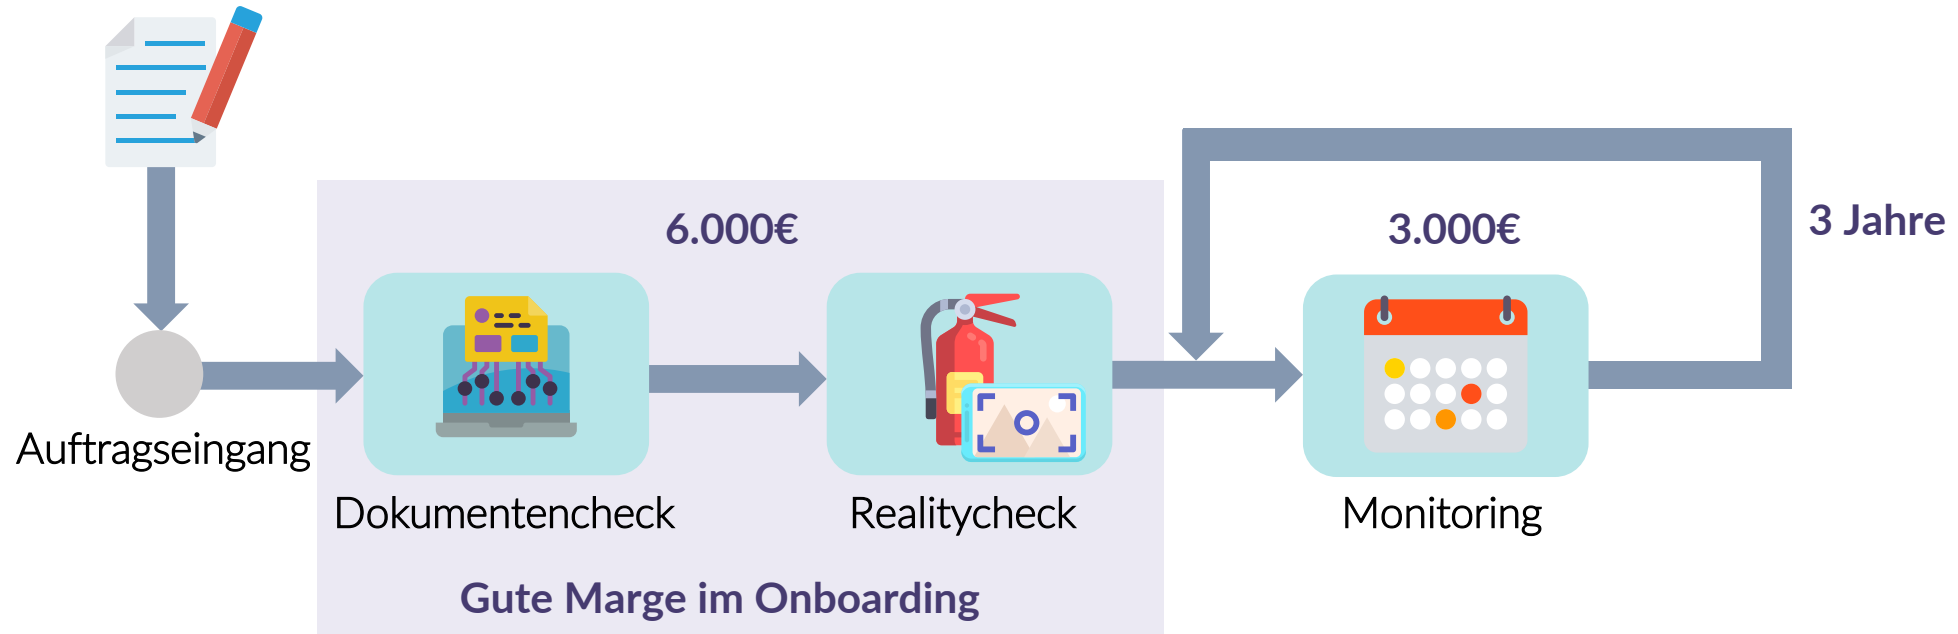 6.000€
3.000€
3 Jahre
Auftragseingang
Dokumentencheck
Realitycheck
Monitoring
Gute Marge im Onboarding